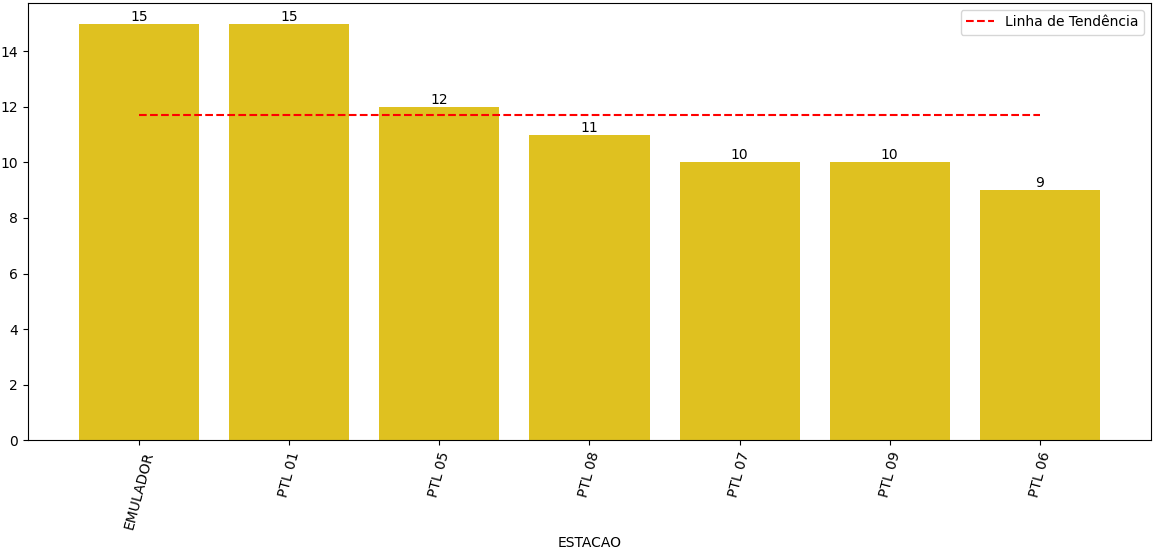 15
15
12
11
10
10
9
Linha de Tendência
14
12
10
8
6
4
2
0
EMULADOR
PTL 01
PTL 05
PTL 08
PTL 07
PTL 09
PTL 06
ESTACAO